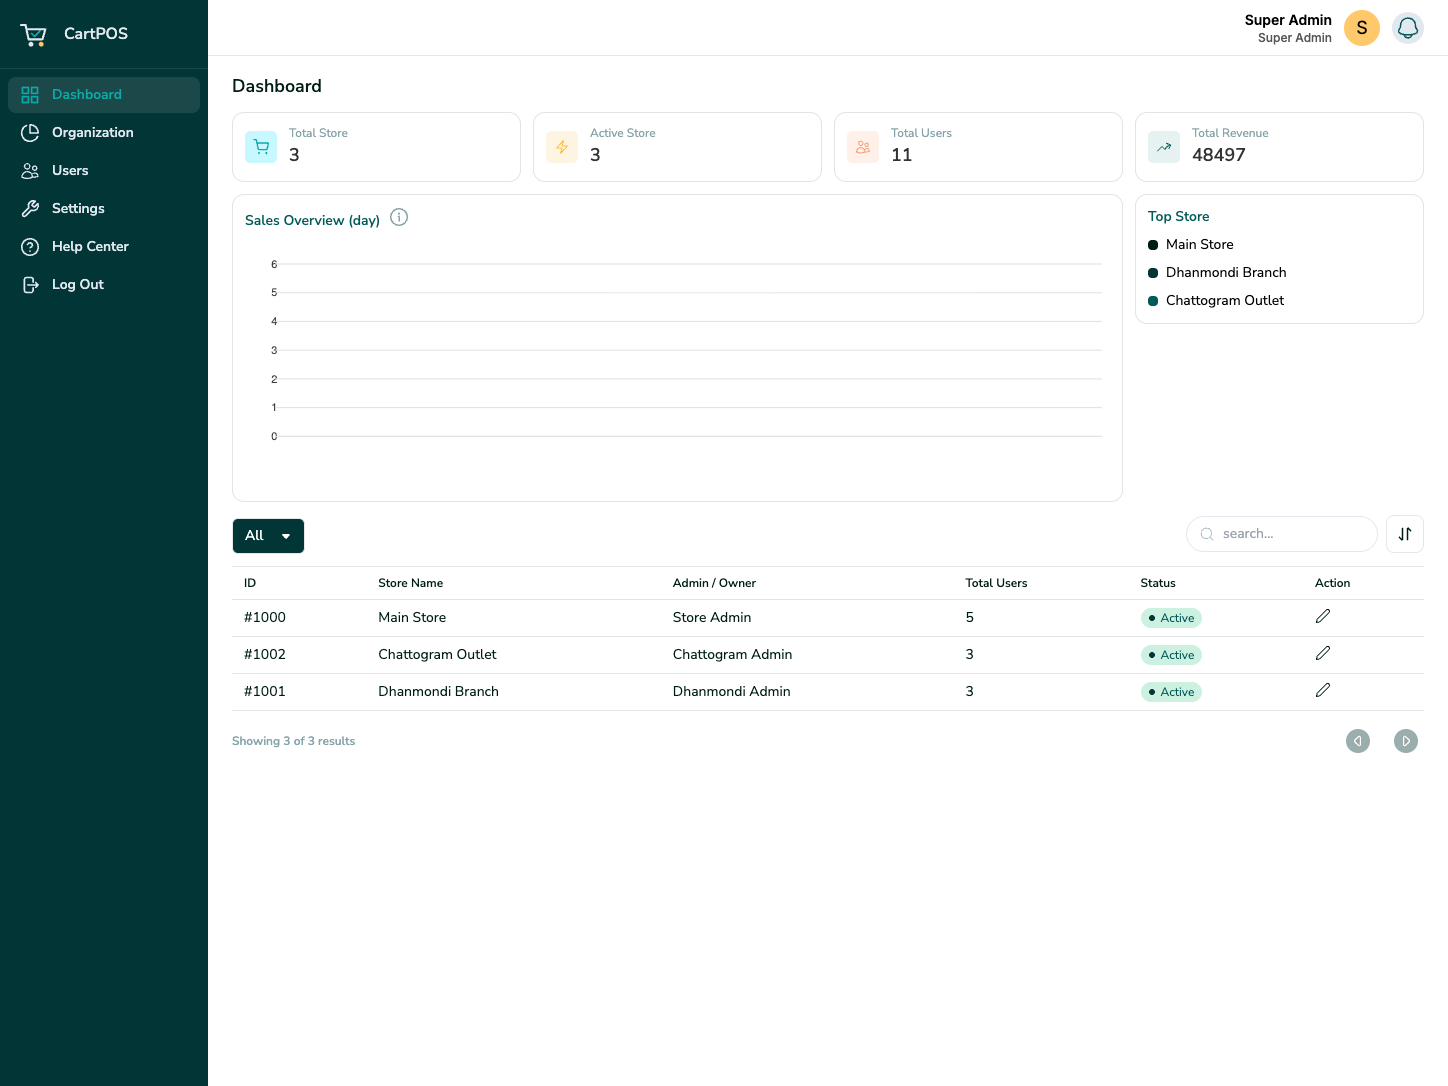 CartPOS
Dashboard
Organization
Users
Settings
Help Center
Log Out
Super Admin
Super Admin
S
Dashboard
Total Store
3
Active Store
3
Total Users
11
Total Revenue
48497
Sales Overview (day)
6
5
4
3
2
1
0
Top Store
Main Store
Dhanmondi Branch
Chattogram Outlet
All
search...
ID Store Name Admin / Owner Total Users Status Action
#1000 Main Store Store Admin 5 Active
#1002 Chattogram Outlet Chattogram Admin 3 Active
#1001 Dhanmondi Branch Dhanmondi Admin 3 Active
Showing 3 of 3 results